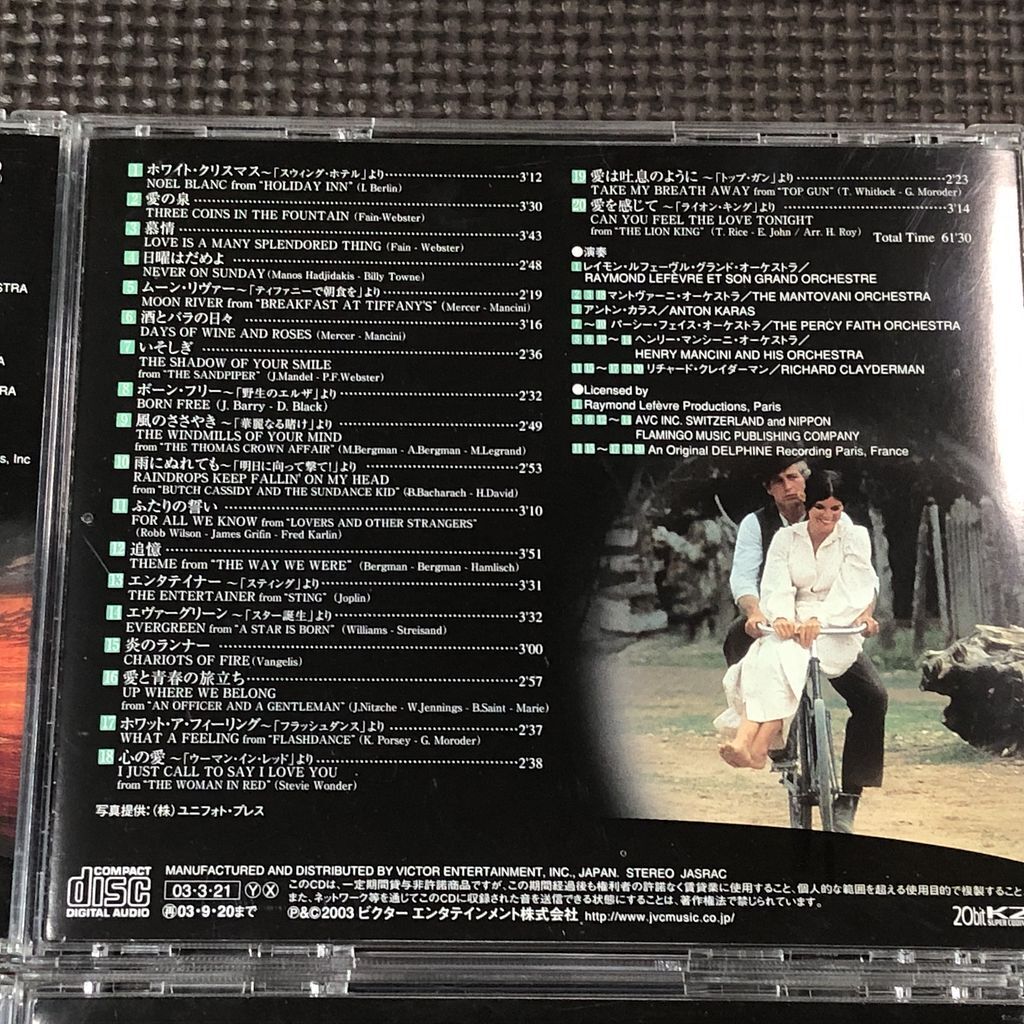 STRA
A
RA
s, Inc
1 ホワイト・クリスマス～「スウィング・ホテル」より 3'12
NOEL BLANC from "HOLIDAY INN" (I. Berlin)
2 愛の泉 3'30
THREE COINS IN THE FOUNTAIN (Fain-Webster)
3 慕情 3'43
LOVE IS A MANY SPLENDORED THING (Fain - Webster)
4 日曜はだめよ 2'48
NEVER ON SUNDAY (Manos Hadjidakis - Billy Towne)
5 ムーン・リヴァー～「ティファニーで朝食を」より 2'19
MOON RIVER from "BREAKFAST AT TIFFANY'S" (Mercer - Mancini)
6 酒とバラの日々 3'16
DAYS OF WINE AND ROSES (Mercer - Mancini)
7 いそしぎ 2'36
THE SHADOW OF YOUR SMILE
from "THE SANDPIPER" (J.Mandel - P.F.Webster)
8 ボーン・フリー～「野生のエルザ」より 2'32
BORN FREE (J. Barry - D. Black)
9 風のささやき～「華麗なる賭け」より 2'49
THE WINDMILLS OF YOUR MIND
from "THE THOMAS CROWN AFFAIR" (M.Bergman - A.Bergman - M.Legrand)
10 雨にぬれても～「明日に向って撃て!」より 2'53
RAINDROPS KEEP FALLIN' ON MY HEAD
from "BUTCH CASSIDY AND THE SUNDANCE KID" (B.Bacharach - H.David)
11 ふたりの誓い 3'10
FOR ALL WE KNOW from "LOVERS AND OTHER STRANGERS"
(Robb Wilson - James Grifin - Fred Karlin)
12 追憶 3'51
THEME from "THE WAY WE WERE" (Bergman - Bergman - Hamlisch)
13 エンタテイナー ～「スティング」より 3'31
THE ENTERTAINER from "STING" (Joplin)
14 エヴァーグリーン ～「スター誕生」より 3'32
EVERGREEN from "A STAR IS BORN" (Williams - Streisand)
15 炎のランナー 3'00
CHARIOTS OF FIRE (Vangelis)
16 愛と青春の旅立ち 2'57
UP WHERE WE BELONG
from "AN OFFICER AND A GENTLEMAN" (J.Nitzche - W.Jennings - B.Saint - Marie)
17 ホワット・ア・フィーリング～「フラッシュダンス」より 2'37
WHAT A FEELING from "FLASHDANCE" (K. Porsey - G. Moroder)
18 心の愛～「ウーマン・イン・レッド」より 2'38
I JUST CALL TO SAY I LOVE YOU
from "THE WOMAN IN RED" (Stevie Wonder)
写真提供:(株)ユニフォト・プレス
19 愛は吐息のように ～「トップ・ガン」より 2'23
TAKE MY BREATH AWAY from "TOP GUN" (T. Whitlock - G. Moroder)
20 愛を感じて ～「ライオン・キング」より 3'14
CAN YOU FEEL THE LOVE TONIGHT
from "THE LION KING" (T. Rice - E. John / Arr. H. Roy)
Total Time 61'30
●演奏
1 レイモン・ルフェーヴル・グランド・オーケストラ/
RAYMOND LEFÈVRE ET SON GRAND ORCHESTRE
マントヴァーニ・オーケストラ/THE MANTOVANI ORCHESTRA
アントン・カラス/ANTON KARAS
パーシー・フェイス・オーケストラ/THE PERCY FAITH ORCHESTRA
ヘンリー・マンシーニ・オーケストラ/
HENRY MANCINI AND HIS ORCHESTRA
リチャード・クレイダーマン/RICHARD CLAYDERMAN
●Licensed by
1 Raymond Lefèvre Productions, Paris
AVC INC. SWITZERLAND and NIPPON
FLAMINGO MUSIC PUBLISHING COMPANY
An Original DELPHINE Recording Paris, France
COMPACT disc DIGITAL AUDIO
MANUFACTURED AND DISTRIBUTED BY VICTOR ENTERTAINMENT, INC., JAPAN. STEREO JASRAC
03・3・21 Y X
再03・9・20まで
このCDは、一定期間貸与非許諾商品ですが、この期間経過後も権利者の許諾なく賃貸業に使用すること、個人的な範囲を超える使用目的で複製すること
また、ネットワーク等を通じてこのCDに収録された音を送信できる状態にすることは、著作権法で禁じられています。
℗&©2003 ビクター エンタテインメント株式会社 http://www.jvcmusic.co.jp/
20bit K2